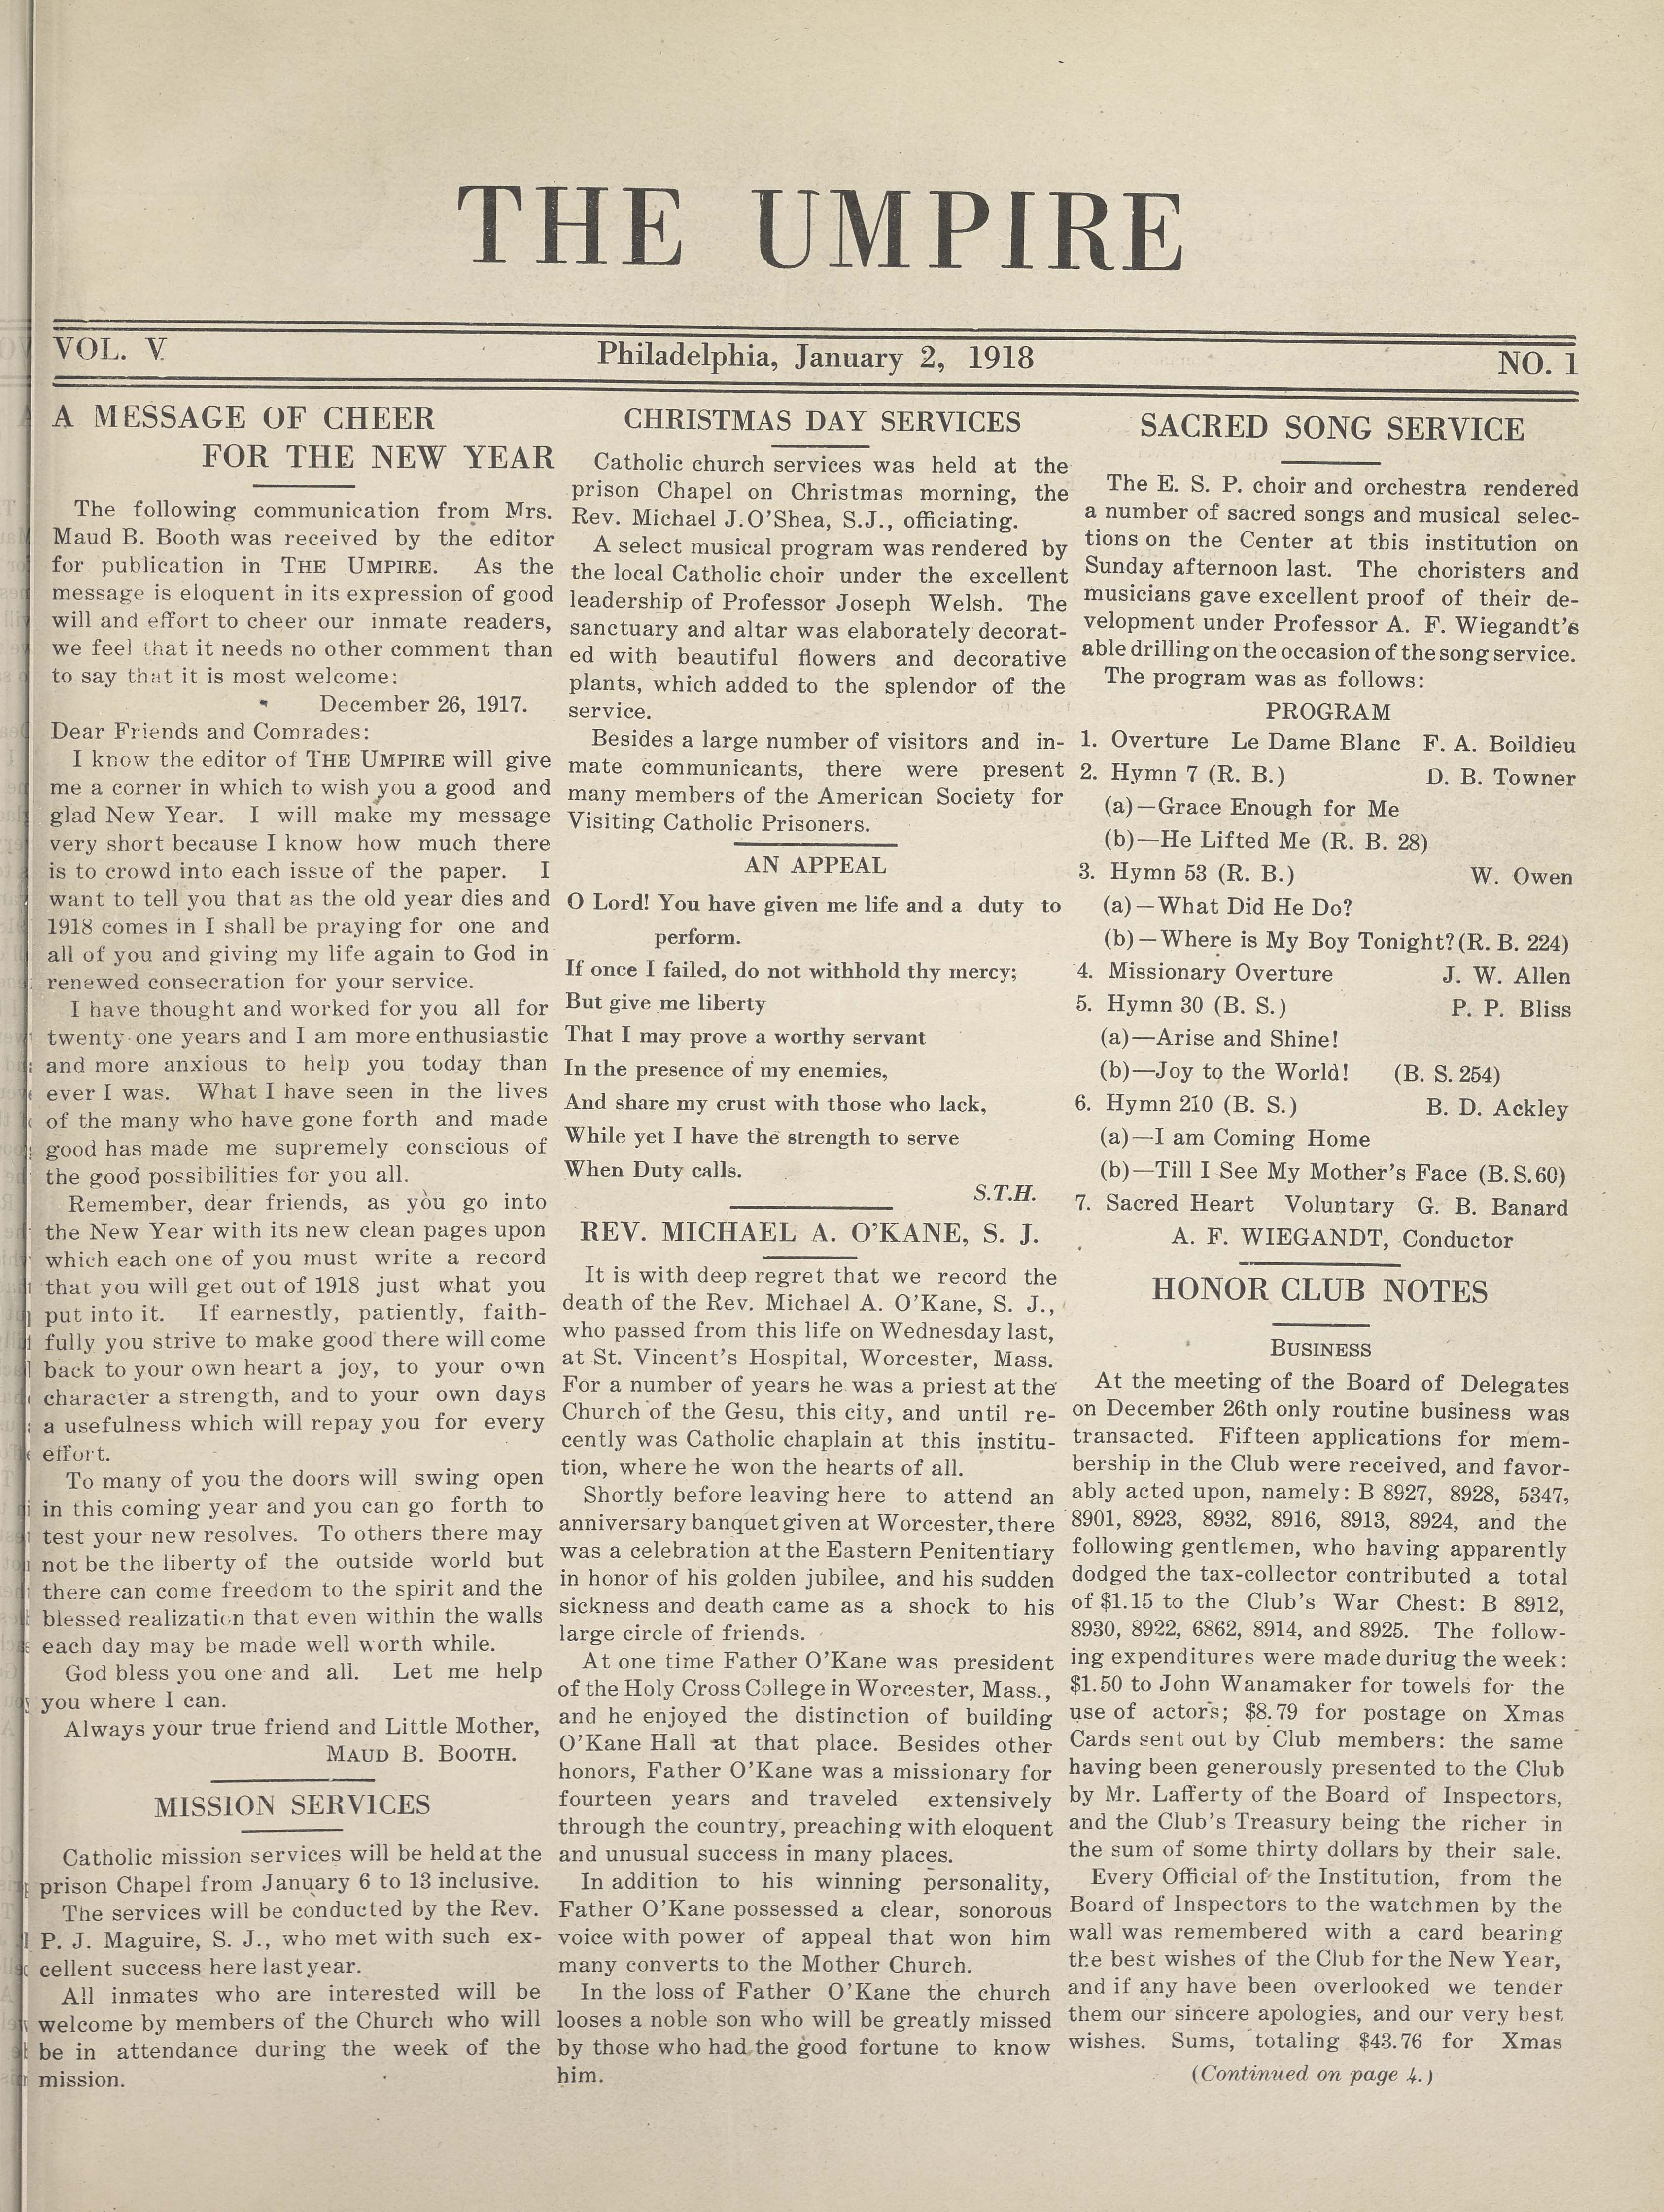 THE UMPIRE
VOL. V.
Philadelphia, January 2, 1918
NO. 1
A MESSAGE OF CHEER
FOR THE NEW YEAR
The following communication from Mrs.
Maud B. Booth was received by the editor
for publication in THE UMPIRE. As the
message is eloquent in its expression of good
will and effort to cheer our inmate readers,
we feel that it needs no other comment than
to say that it is most welcome:
December 26, 1917.
Dear Friends and Comrades:
I know the editor of THE UMPIRE will give
me a corner in which to wish you a good and
glad New Year. I will make my message
very short because I know how much there
is to crowd into each issue of the paper. I
want to tell you that as the old year dies and
1918 comes in I shall be praying for one and
all of you and giving my life again to God in
renewed consecration for your service.
I have thought and worked for you all for
twenty-one years and I am more enthusiastic
and more anxious to help you today than
ever I was. What I have seen in the lives
of the many who have gone forth and made
good has made me supremely conscious of
the good possibilities for you all.
Remember, dear friends, as you go into
the New Year with its new clean pages upon
which each one of you must write a record
that you will get out of 1918 just what you
put into it. If earnestly, patiently, faith-
fully you strive to make good there will come
back to your own heart a joy, to your own
character a strength, and to your own days
a usefulness which will repay you for every
effort.
To many of you the doors will swing open
in this coming year and you can go forth to
test your new resolves. To others there may
not be the liberty of the outside world but
there can come freedom to the spirit and the
blessed realization that even within the walls
each day may be made well worth while.
God bless you one and all. Let me help
you where I can.
Always your true friend and Little Mother,
MAUD B. BOOTH.
MISSION SERVICES
Catholic mission services will be held at the
prison Chapel from January 6 to 13 inclusive.
The services will be conducted by the Rev.
P. J. Maguire, S. J., who met with such ex-
cellent success here last year.
All inmates who are interested will be
welcome by members of the Church who will
be in attendance during the week of the
mission.
CHRISTMAS DAY SERVICES
Catholic church services was held at the
prison Chapel on Christmas morning, the
Rev. Michael J. O'Shea, S.J., officiating.
A select musical program was rendered by
the local Catholic choir under the excellent
leadership of Professor Joseph Welsh. The
sanctuary and altar was elaborately decorat-
ed with beautiful flowers and decorative
plants, which added to the splendor of the
service.
Besides a large number of visitors and in-
mate communicants, there were present
many members of the American Society for
Visiting Catholic Prisoners.
AN APPEAL
O Lord! You have given me life and a duty to
perform.
If once I failed, do not withhold thy mercy;
But give me liberty
That I may prove a worthy servant
In the presence of my enemies,
And share my crust with those who lack,
While yet I have the strength to serve
When Duty calls.
S.T.H.
REV. MICHAEL A. O'KANE, S. J.
It is with deep regret that we record the
death of the Rev. Michael A. O'Kane, S. J.,
who passed from this life on Wednesday last,
at St. Vincent's Hospital, Worcester, Mass.
For a number of years he was a priest at the
Church of the Gesu, this city, and until re-
cently was Catholic chaplain at this institu-
tion, where he won the hearts of all.
Shortly before leaving here to attend an
anniversary banquet given at Worcester, there
was a celebration at the Eastern Penitentiary
in honor of his golden jubilee, and his sudden
sickness and death came as a shock to his
large circle of friends.
At one time Father O'Kane was president
of the Holy Cross College in Worcester, Mass.,
and he enjoyed the distinction of building
O'Kane Hall at that place. Besides other
honors, Father O'Kane was a missionary for
fourteen years and traveled extensively
through the country, preaching with eloquent
and unusual success in many places.
In addition to his winning personality,
Father O'Kane possessed a clear, sonorous
voice with power of appeal that won him
many converts to the Mother Church.
In the loss of Father O'Kane the church
looses a noble son who will be greatly missed
by those who had the good fortune to know
him.
SACRED SONG SERVICE
The E. S. P. choir and orchestra rendered
a number of sacred songs and musical selec-
tions on the Center at this institution on
Sunday afternoon last. The choristers and
musicians gave excellent proof of their de-
velopment under Professor A. F. Wiegandt's
able drilling on the occasion of the song service.
The program was as follows:
PROGRAM
1. Overture Le Dame Blanc F. A. Boildieu
2. Hymn 7 (R. B.) D. B. Towner
(a)—Grace Enough for Me
(b)—He Lifted Me (R. B. 28)
3. Hymn 53 (R. B.) W. Owen
(a)—What Did He Do?
(b)—Where is My Boy Tonight? (R. B. 224)
4. Missionary Overture J. W. Allen
5. Hymn 30 (B. S.) P. P. Bliss
(a)—Arise and Shine!
(b)—Joy to the World! (B. S. 254)
6. Hymn 210 (B. S.) B. D. Ackley
(a)—I am Coming Home
(b)—Till I See My Mother's Face (B. S. 60)
7. Sacred Heart Voluntary G. B. Banard
A. F. WIEGANDT, Conductor
HONOR CLUB NOTES
BUSINESS
At the meeting of the Board of Delegates
on December 26th only routine business was
transacted. Fifteen applications for mem-
bership in the Club were received, and favor-
ably acted upon, namely: B 8927, 8928, 5347,
8901, 8923, 8932, 8916, 8913, 8924, and the
following gentlemen, who having apparently
dodged the tax-collector contributed a total
of $1.15 to the Club's War Chest: B 8912,
8930, 8922, 6862, 8914, and 8925. The follow-
ing expenditures were made duriug the week:
$1.50 to John Wanamaker for towels for the
use of actors; $8.79 for postage on Xmas
Cards sent out by Club members: the same
having been generously presented to the Club
by Mr. Lafferty of the Board of Inspectors,
and the Club's Treasury being the richer in
the sum of some thirty dollars by their sale.
Every Official of the Institution, from the
Board of Inspectors to the watchmen by the
wall was remembered with a card bearing
the best wishes of the Club for the New Year,
and if any have been overlooked we tender
them our sincere apologies, and our very best
wishes. Sums, totaling $43.76 for Xmas
(Continued on page 4.)